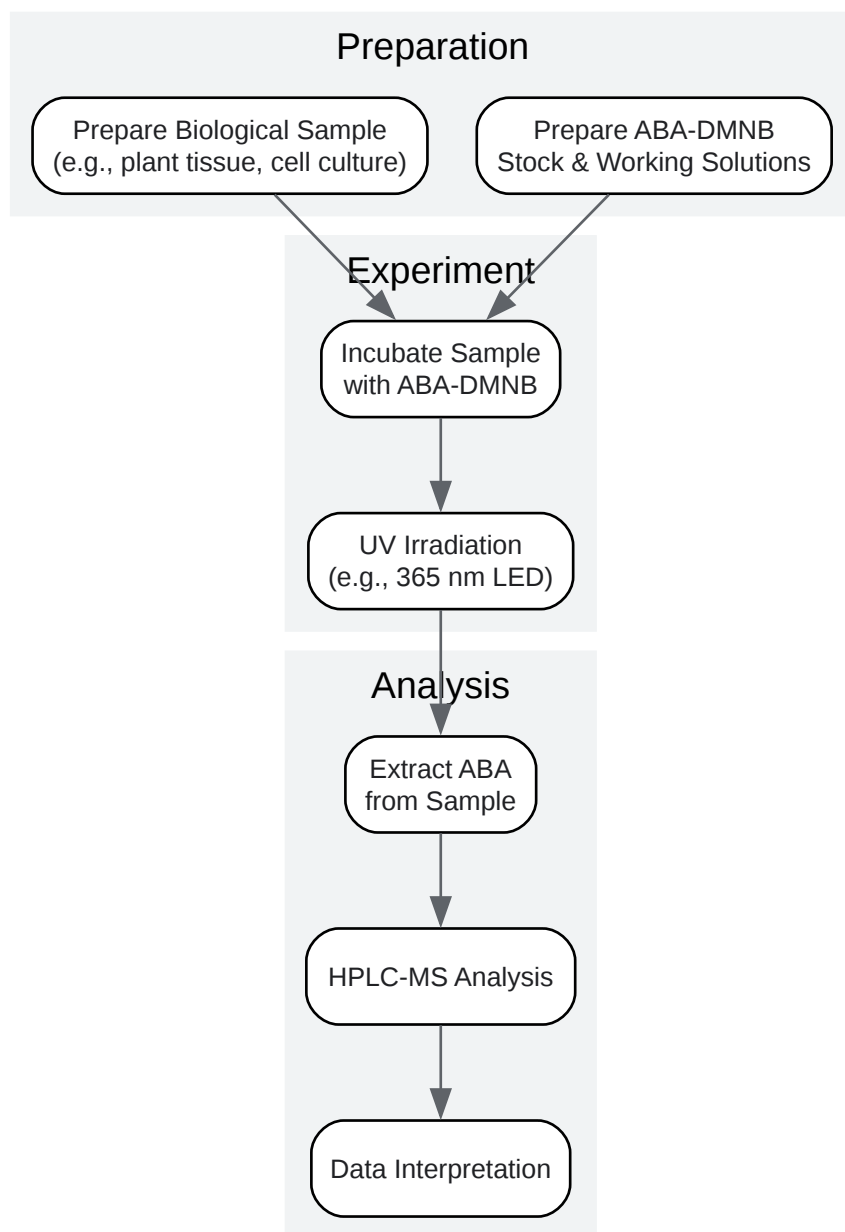 Preparation
Prepare Biological Sample
(e.g., plant tissue, cell culture)
Prepare ABA-DMNB
Stock & Working Solutions
Experiment
Incubate Sample
with ABA-DMNB
UV Irradiation
(e.g., 365 nm LED)
Analysis
Extract ABA
from Sample
HPLC-MS Analysis
Data Interpretation